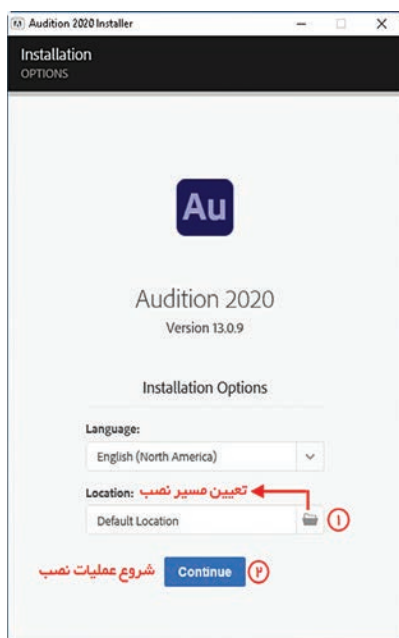 Audition 2020 Installer
Installation
OPTIONS
Au
Audition 2020
Version 13.0.9
Installation Options
Language:
English (North America)
Location: تعیین مسیر نصب
Default Location ۱
شروع عملیات نصب Continue ۲